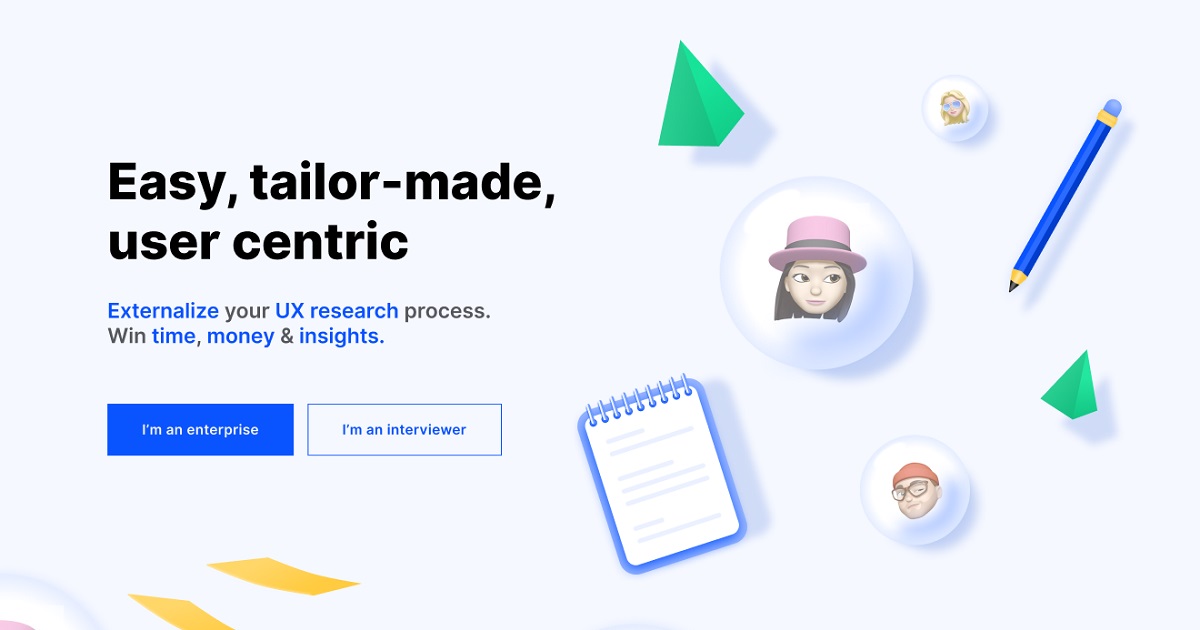 Easy, tailor-made,
user centric
Externalize your UX research process.
Win time, money & insights.
I’m an enterprise
I’m an interviewer